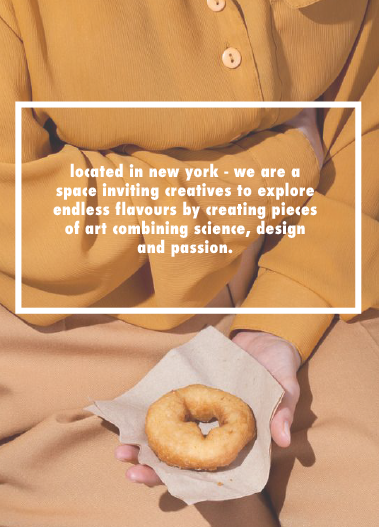 located in new york - we are a
space inviting creatives to explore
endless flavours by creating pieces
of art combining science, design
and passion.